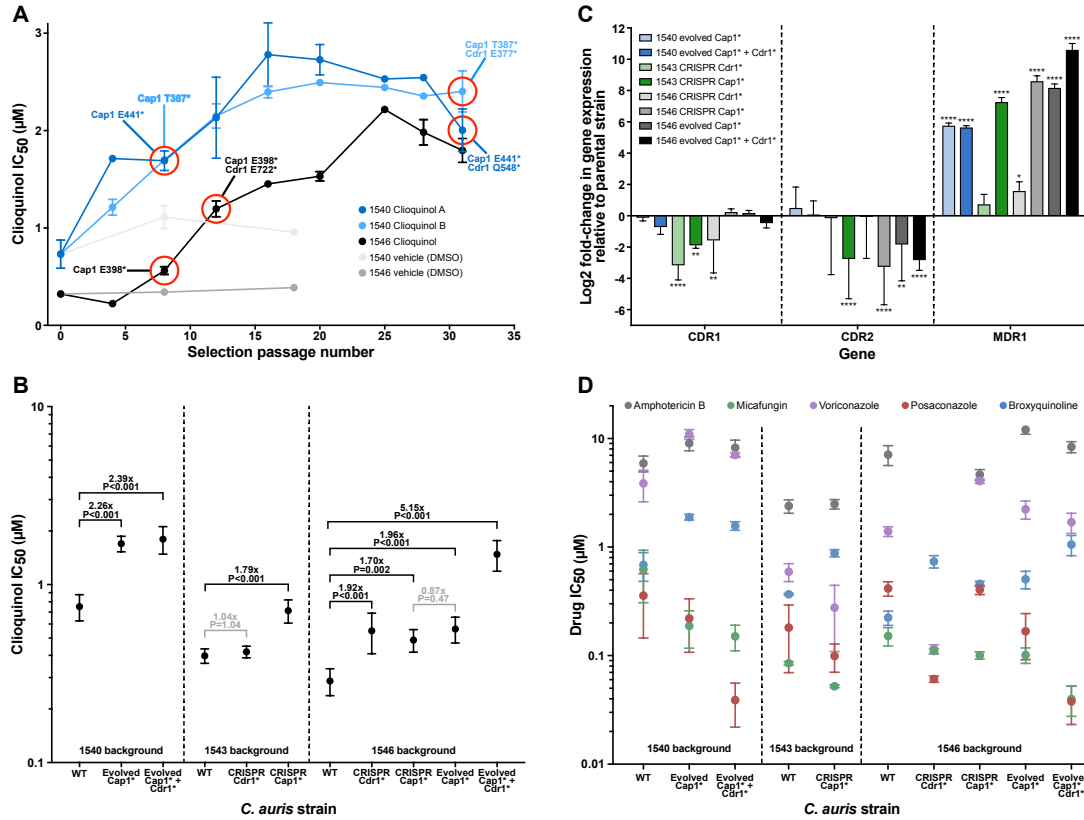 A
Clioquinol IC50 (μM)
3
2
1
0
0
5
10
15
20
25
30
35
Selection passage number
Cap1 T387*
Cdr1 E377*
Cap1 T387*
Cap1 E441*
Cap1 E398*
Cdr1 E722*
Cap1 E441*
Cdr1 Q548*
Cap1 E398*
1540 Clioquinol A
1540 Clioquinol B
1546 Clioquinol
1540 vehicle (DMSO)
1546 vehicle (DMSO)
C
Log2 fold-change in gene expression
relative to parental strain
12
10
8
6
4
2
0
-2
-4
-6
1540 evolved Cap1*
1540 evolved Cap1* + Cdr1*
1543 CRISPR Cdr1*
1543 CRISPR Cap1*
1546 CRISPR Cdr1*
1546 CRISPR Cap1*
1546 evolved Cap1*
1546 evolved Cap1* + Cdr1*
****
**
**
****
****
**
****
****
****
****
*
****
****
****
CDR1
CDR2
MDR1
Gene
B
Clioquinol IC50 (μM)
10
1
0.1
2.39x
P<0.001
2.26x
P<0.001
1.79x
P<0.001
1.04x
P=1.04
5.15x
P<0.001
1.96x
P<0.001
1.70x
P=0.002
1.92x
P<0.001
0.87x
P=0.47
1540 background
1543 background
1546 background
WT
Evolved
Cap1*
Evolved
Cap1* +
Cdr1*
WT
CRISPR
Cdr1*
CRISPR
Cap1*
WT
CRISPR
Cdr1*
CRISPR
Cap1*
Evolved
Cap1*
Evolved
Cap1* +
Cdr1*
C. auris strain
D
Amphotericin B
Micafungin
Voriconazole
Posaconazole
Broxyquinoline
Drug IC50 (μM)
10
1
0.1
0.01
1540 background
1543 background
1546 background
WT
Evolved
Cap1*
Evolved
Cap1* +
Cdr1*
WT
CRISPR
Cap1*
WT
CRISPR
Cdr1*
CRISPR
Cap1*
Evolved
Cap1*
Evolved
Cap1* +
Cdr1*
C. auris strain